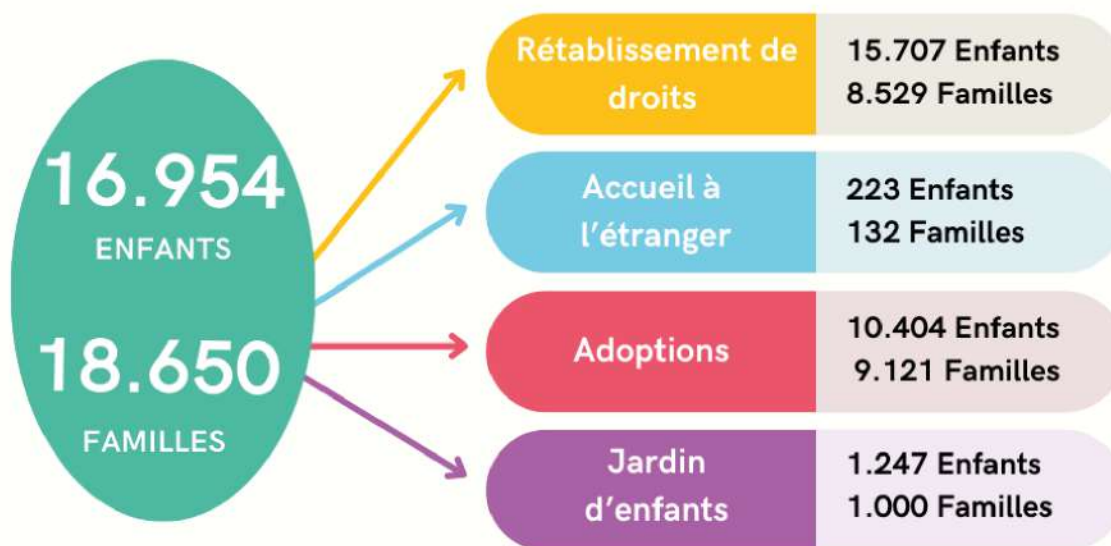 16.954
ENFANTS
18.650
FAMILLES
Rétablissement de
droits
15.707 Enfants
8.529 Familles
Accueil à
l'étranger
223 Enfants
132 Familles
Adoptions
10.404 Enfants
9.121 Familles
Jardin
d'enfants
1.247 Enfants
1.000 Familles